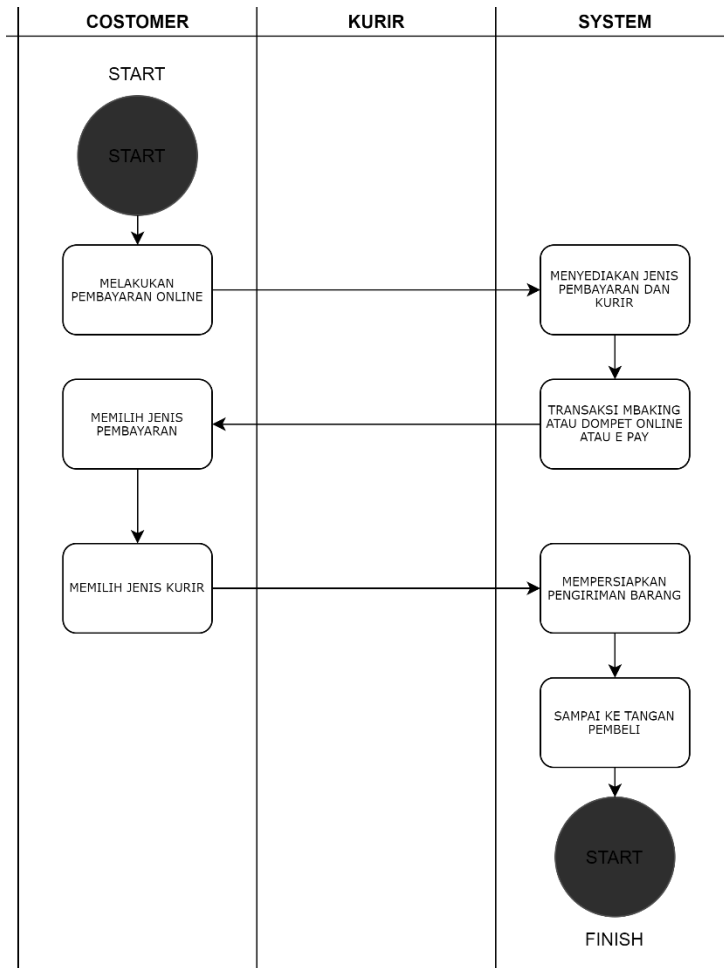 COSTOMER
KURIR
SYSTEM
START
START
MELAKUKAN
PEMBAYARAN ONLINE
MENYEDIAKAN JENIS
PEMBAYARAN DAN
KURIR
MEMILIH JENIS
PEMBAYARAN
TRANSAKSI MBAKING
ATAU DOMPET ONLINE
ATAU E PAY
MEMILIH JENIS KURIR
MEMPERSIAPKAN
PENGIRIMAN BARANG
SAMPAI KE TANGAN
PEMBELI
START
FINISH